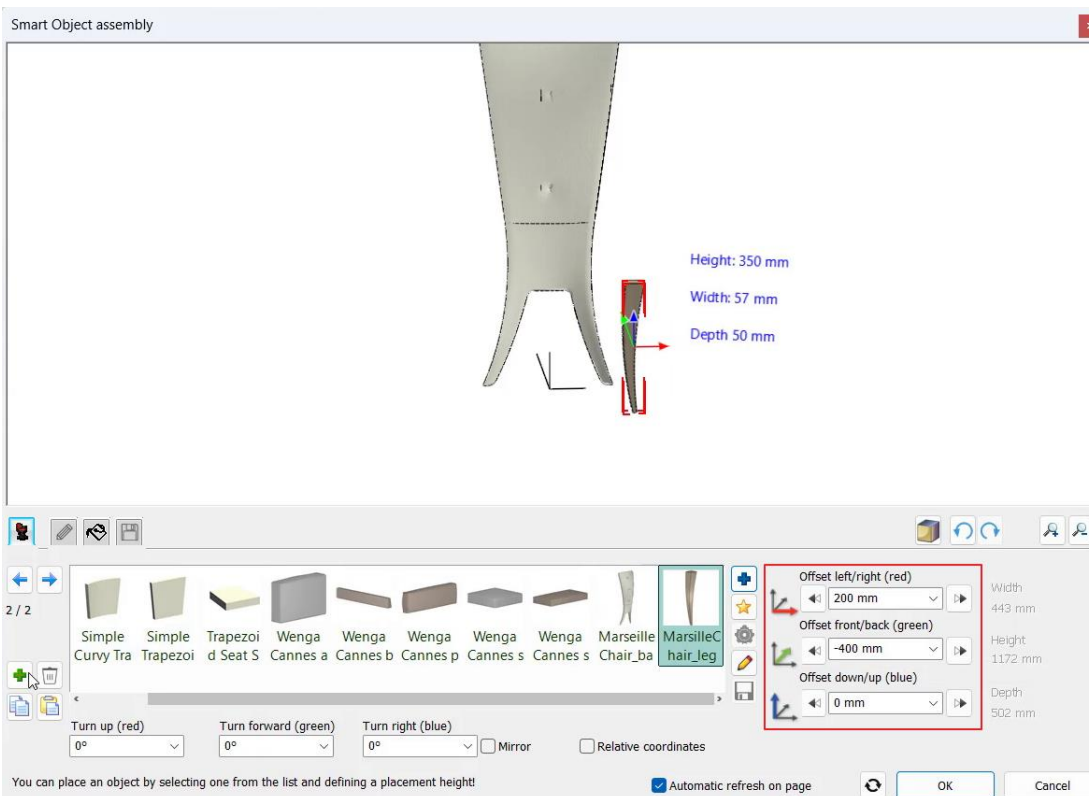 Smart Object assembly
Height: 350 mm
Width: 57 mm
Depth 50 mm
2 / 2
Simple
Curvy Tra
Simple
Trapezoi
Trapezoi
d Seat S
Wenga
Cannes a
Wenga
Cannes b
Wenga
Cannes p
Wenga
Cannes s
Wenga
Cannes s
Marseille
Chair_ba
MarsilleC
hair_leg
Offset left/right (red)
200 mm
Offset front/back (green)
-400 mm
Offset down/up (blue)
0 mm
Width
443 mm
Height
1172 mm
Depth
502 mm
Turn up (red)
0°
Turn forward (green)
0°
Turn right (blue)
0°
Mirror
Relative coordinates
You can place an object by selecting one from the list and defining a placement height!
Automatic refresh on page
OK
Cancel